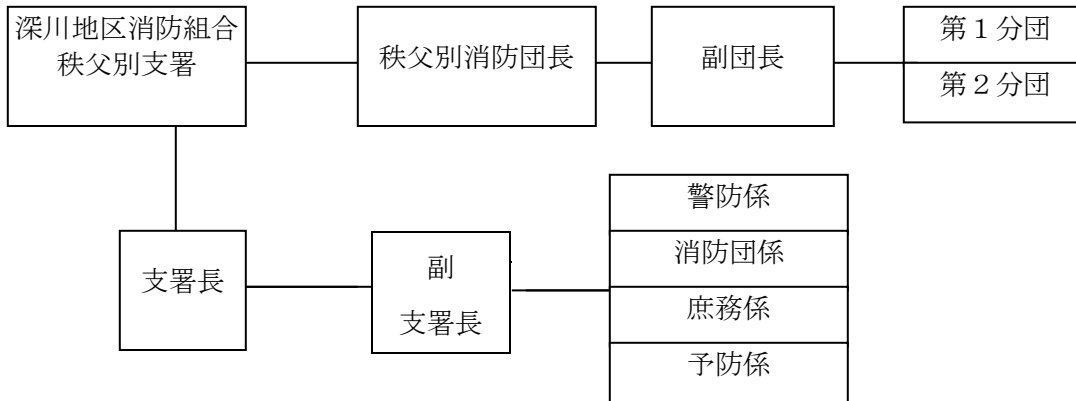 深川地区消防組合
秩父別支署
秩父別消防団長
副団長
第１分団
第２分団
支署長
副
支署長
警防係
消防団係
庶務係
予防係